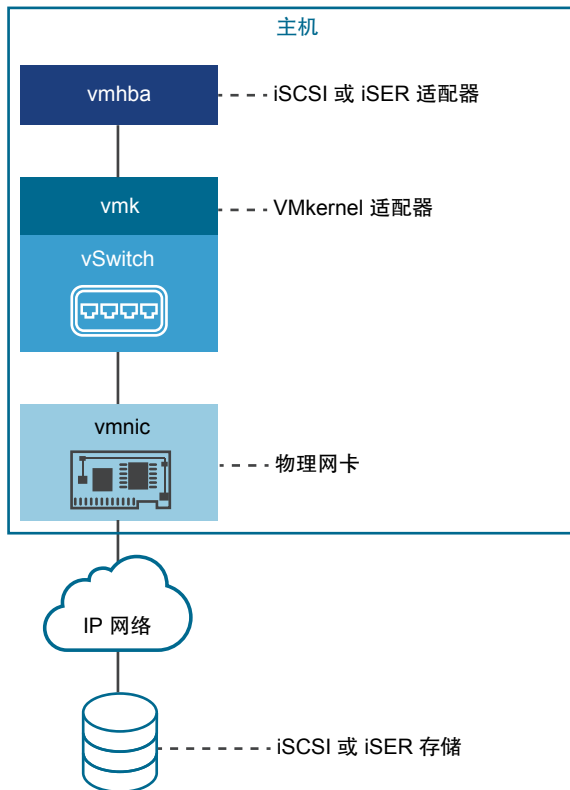 主机
vmhba
iSCSI 或 iSER 适配器
vmk
VMkernel 适配器
vSwitch
vmnic
物理网卡
IP 网络
iSCSI 或 iSER 存储